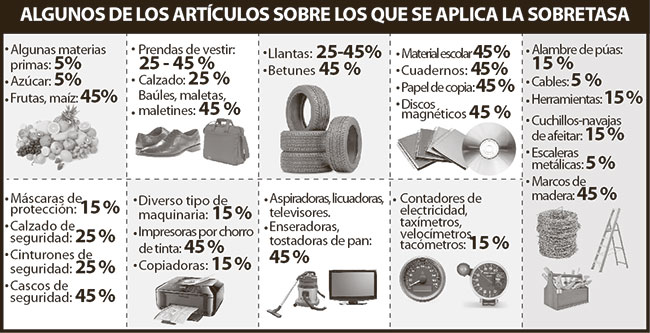 ALGUNOS DE LOS ARTÍCULOS SOBRE LOS QUE SE APLICA LA SOBRETASA
• Algunas materias
primas: 5%
• Azúcar: 5%
• Frutas, maíz: 45%
• Prendas de vestir:
25 - 45 %
• Calzado: 25 %
Baúles, maletas,
maletines: 45 %
• Llantas: 25-45%
• Betunes 45 %
• Material escolar 45%
• Cuadernos: 45%
• Papel de copia: 45%
• Discos
magnéticos 45 %
• Alambre de púas:
15 %
• Cables: 5 %
• Herramientas: 15%
• Cuchillos-navajas
de afeitar: 15 %
• Escaleras
metálicas: 5 %
• Marcos de
madera: 45 %
• Máscaras de
protección: 15 %
• Calzado de
seguridad: 25 %
• Cinturones de
seguridad: 25 %
• Cascos de
seguridad: 45 %
• Diverso tipo de
maquinaria: 15 %
• Impresoras por chorro
de tinta: 45 %
• Copiadoras: 15 %
• Aspiradoras, licuadoras,
televisores.
• Enseradoras,
tostadoras de pan:
45 %
• Contadores de
electricidad,
taxímetros,
velocímetros,
tacómetros: 15 %